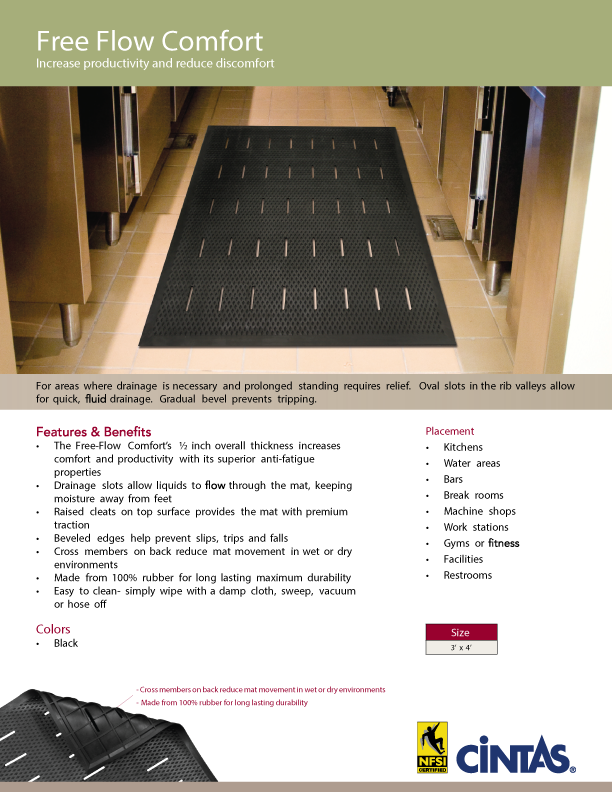 Free Flow Comfort
Increase productivity and reduce discomfort
For areas where drainage is necessary and prolonged standing requires relief. Oval slots in the rib valleys allow
for quick, fluid drainage. Gradual bevel prevents tripping.
Features & Benefits
• The Free-Flow Comfort's ½ inch overall thickness increases
comfort and productivity with its superior anti-fatigue
properties
• Drainage slots allow liquids to flow through the mat, keeping
moisture away from feet
• Raised cleats on top surface provides the mat with premium
traction
• Beveled edges help prevent slips, trips and falls
• Cross members on back reduce mat movement in wet or dry
environments
• Made from 100% rubber for long lasting maximum durability
• Easy to clean- simply wipe with a damp cloth, sweep, vacuum
or hose off
Colors
• Black
Placement
• Kitchens
• Water areas
• Bars
• Break rooms
• Machine shops
• Work stations
• Gyms or fitness
• Facilities
• Restrooms
Size
3' x 4'
- Cross members on back reduce mat movement in wet or dry environments
- Made from 100% rubber for long lasting durability
NFSI
CERTIFIED
CINTAS®